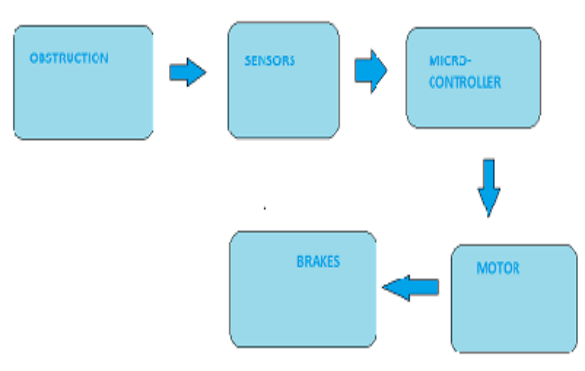 OBSTRUCTION
SENSORS
MICRO-
CONTROLLER
BRAKES
MOTOR